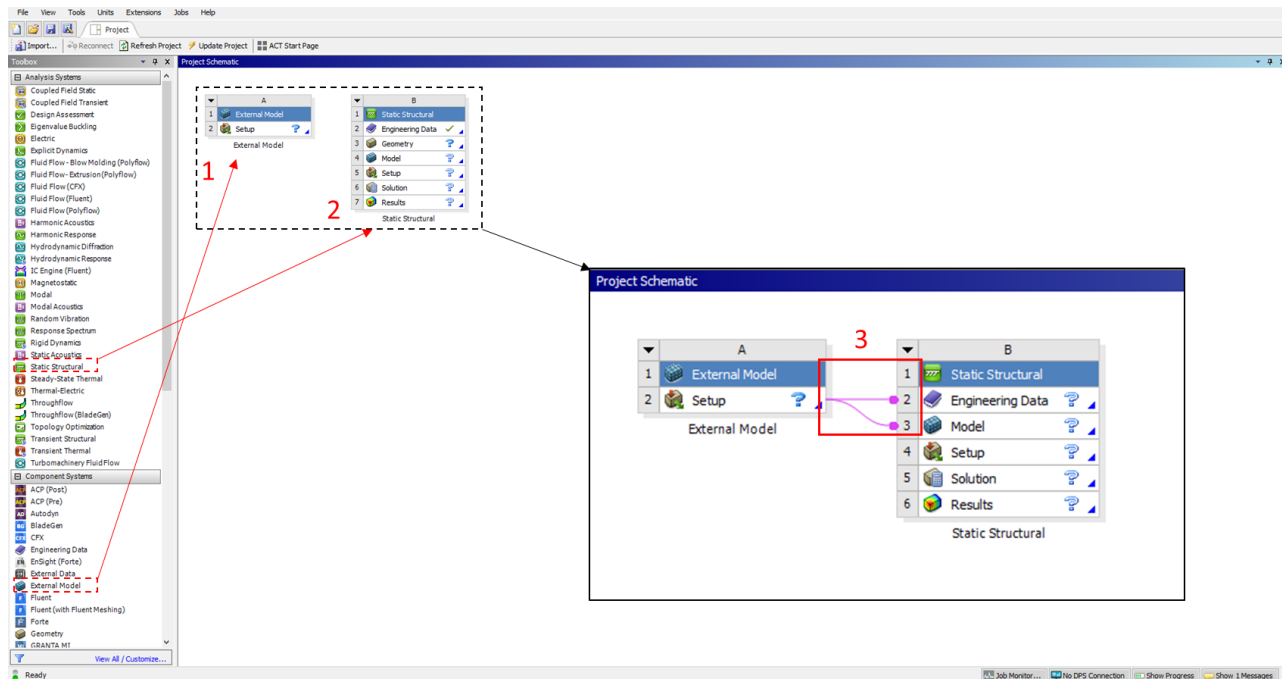 File View Tools Units Extensions Jobs Help
Project
Import... Reconnect Refresh Project Update Project ACT Start Page
Toolbox
Analysis Systems
Coupled Field Static
Coupled Field Transient
Design Assessment
Eigenvalue Buckling
Electric
Explicit Dynamics
Fluid Flow - Blow Molding (Polyflow)
Fluid Flow - Extrusion (Polyflow)
Fluid Flow (CFX)
Fluid Flow (Fluent)
Fluid Flow (Polyflow)
Harmonic Acoustics
Harmonic Response
Hydrodynamic Diffraction
Hydrodynamic Response
IC Engine (Fluent)
Magnetostatic
Modal
Modal Acoustics
Random Vibration
Response Spectrum
Rigid Dynamics
Static Acoustics
Static Structural
Steady-State Thermal
Thermal-Electric
Throughflow
Throughflow (BladeGen)
Topology Optimization
Transient Structural
Transient Thermal
Turbomachinery Fluid Flow
Component Systems
ACP (Post)
ACP (Pre)
Autodyn
BladeGen
CFX
Engineering Data
EnSight (Forte)
External Data
External Model
Fluent
Fluent (with Fluent Meshing)
Forte
Geometry
GRANTA MI
View All / Customize...
Project Schematic
A
1 External Model
2 Setup ?
External Model
1
B
1 Static Structural
2 Engineering Data
3 Geometry ?
4 Model ?
5 Setup ?
6 Solution ?
7 Results ?
Static Structural
2
Project Schematic
A
1 External Model
2 Setup ?
External Model
3
B
1 Static Structural
2 Engineering Data ?
3 Model ?
4 Setup ?
5 Solution ?
6 Results ?
Static Structural
Ready
Job Monitor... No DPS Connection Show Progress Show 1 Messages